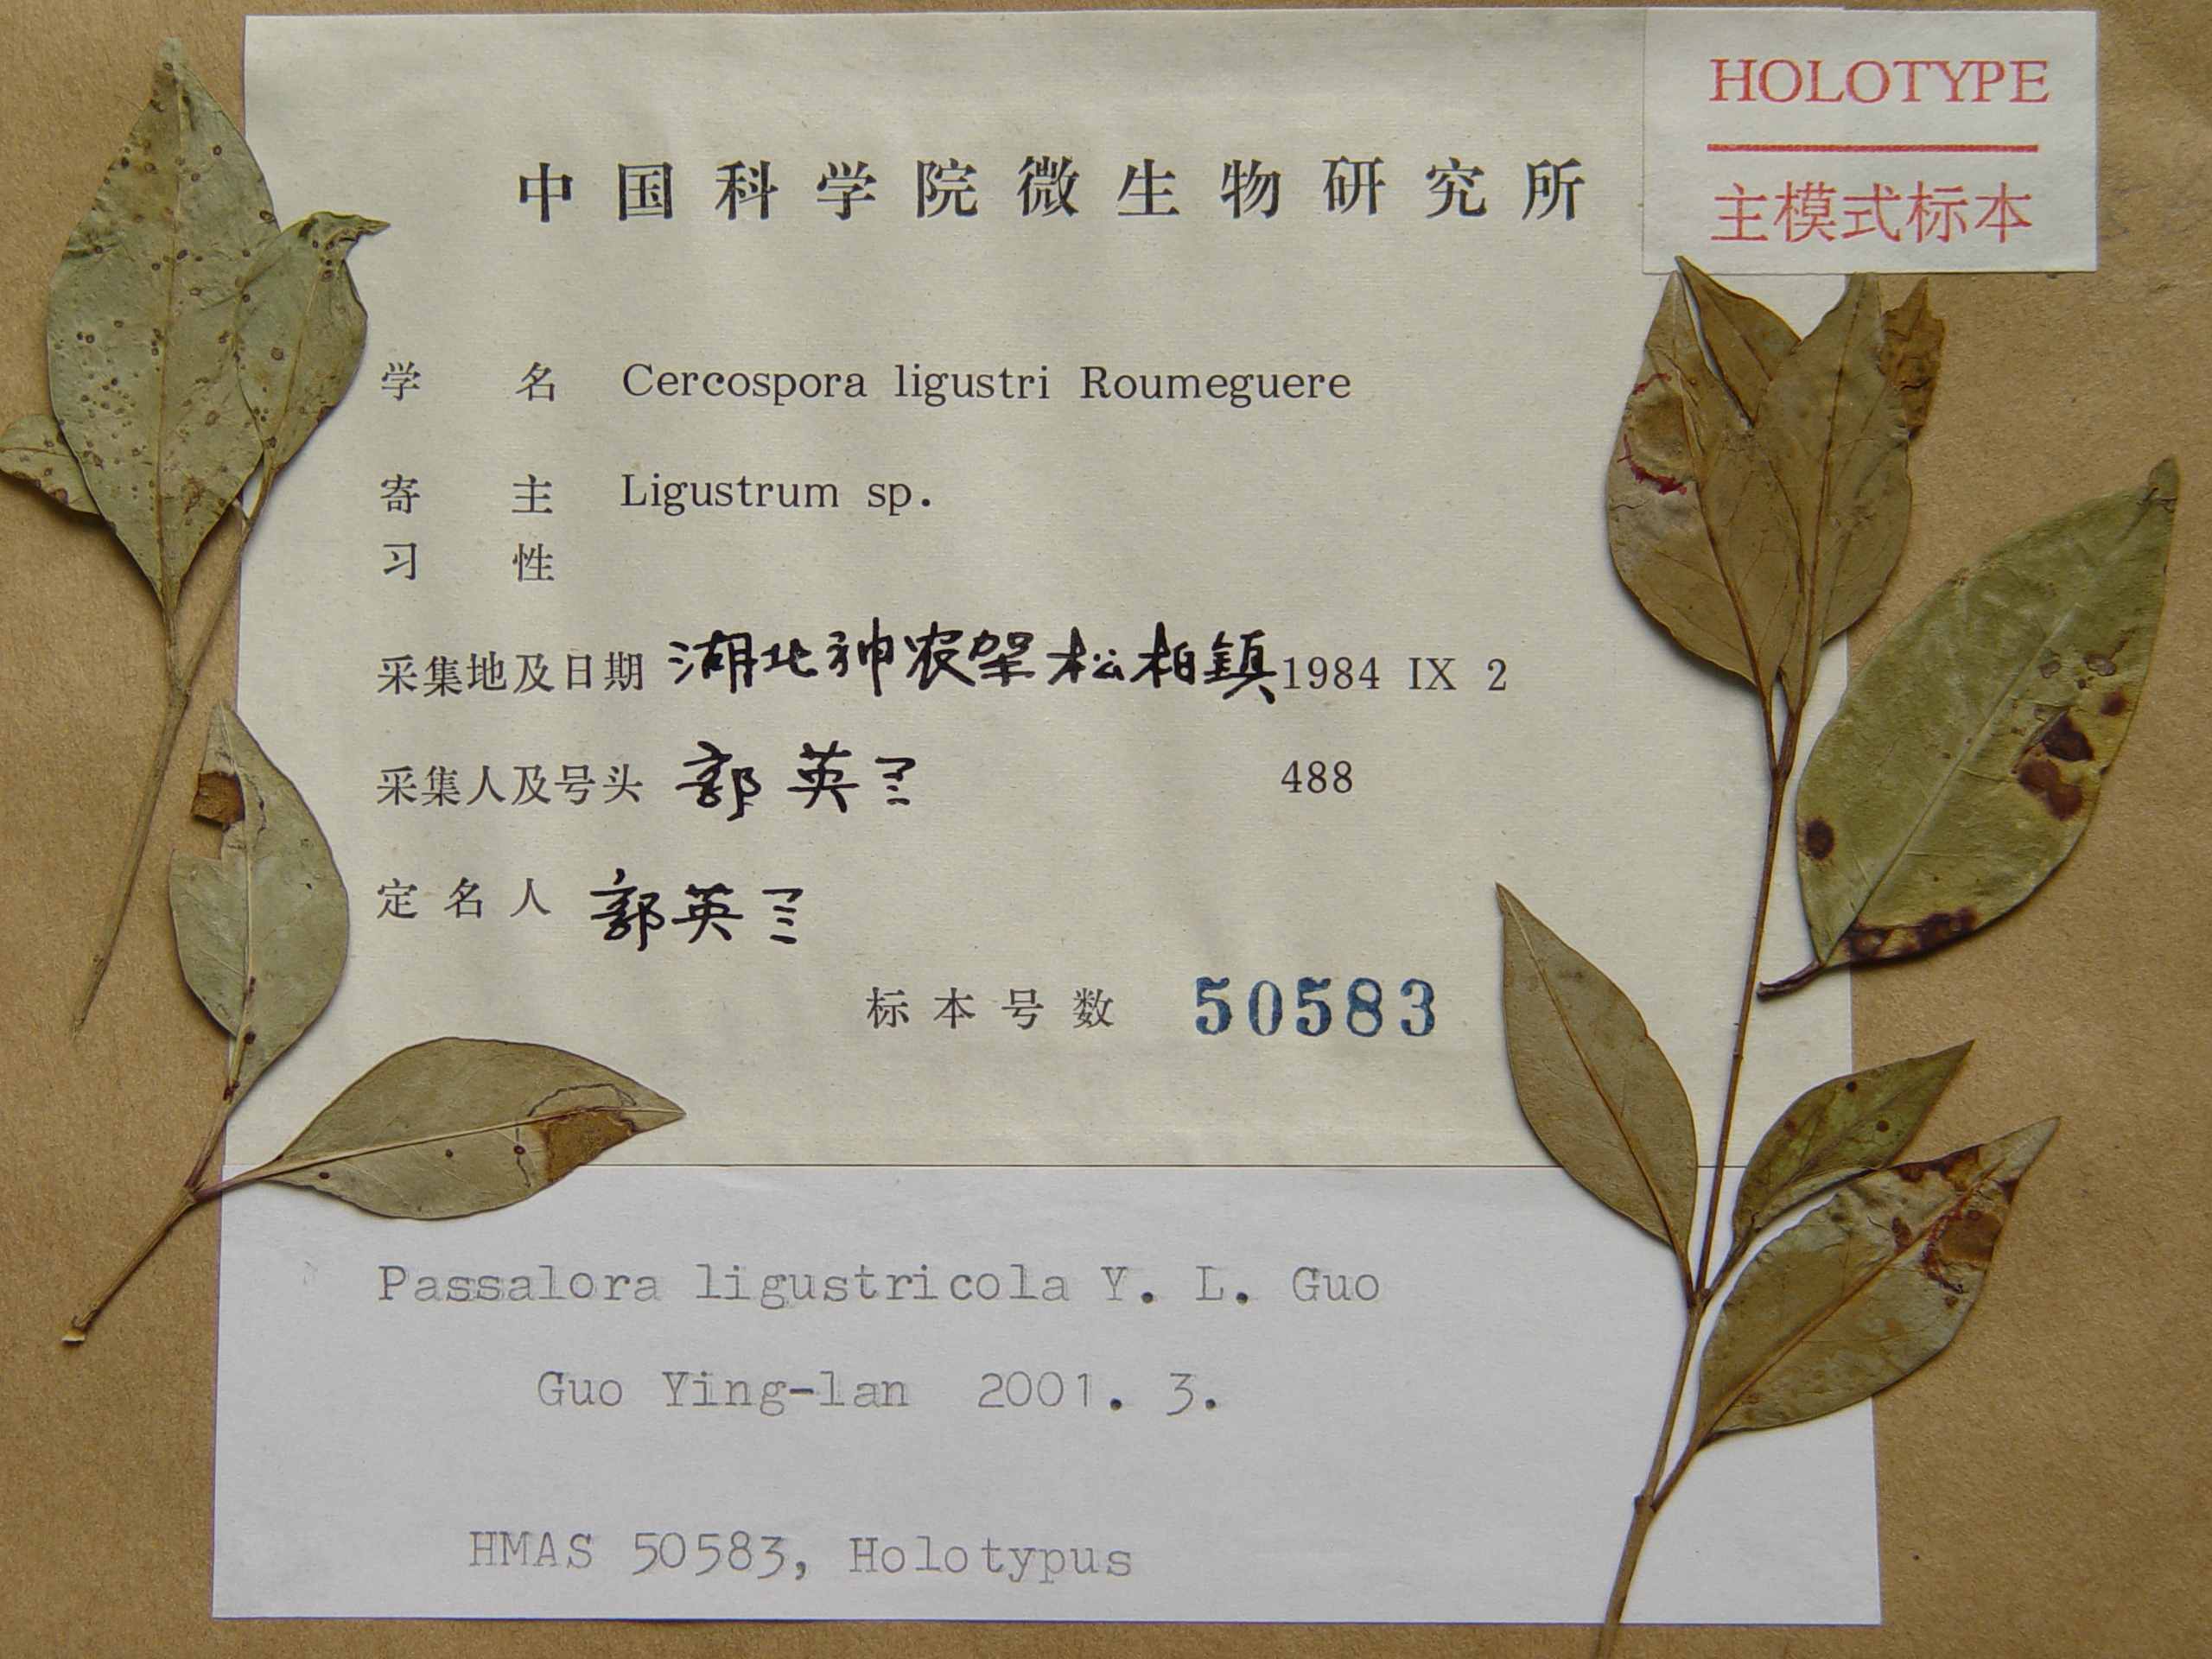 HOLOTYPE
主模式标本
中国科学院微生物研究所
学 名 Cercospora ligustri Roumeguere
寄 主 Ligustrum sp.
习 性
采集地及日期 湖北神农架松柏鎮 1984 IX 2
采集人及号头 郭英兰 488
定名人 郭英兰
标本号数 50583
Passalora ligustricola Y. L. Guo
Guo Ying-lan 2001. 3.
HMAS 50583, Holotypus